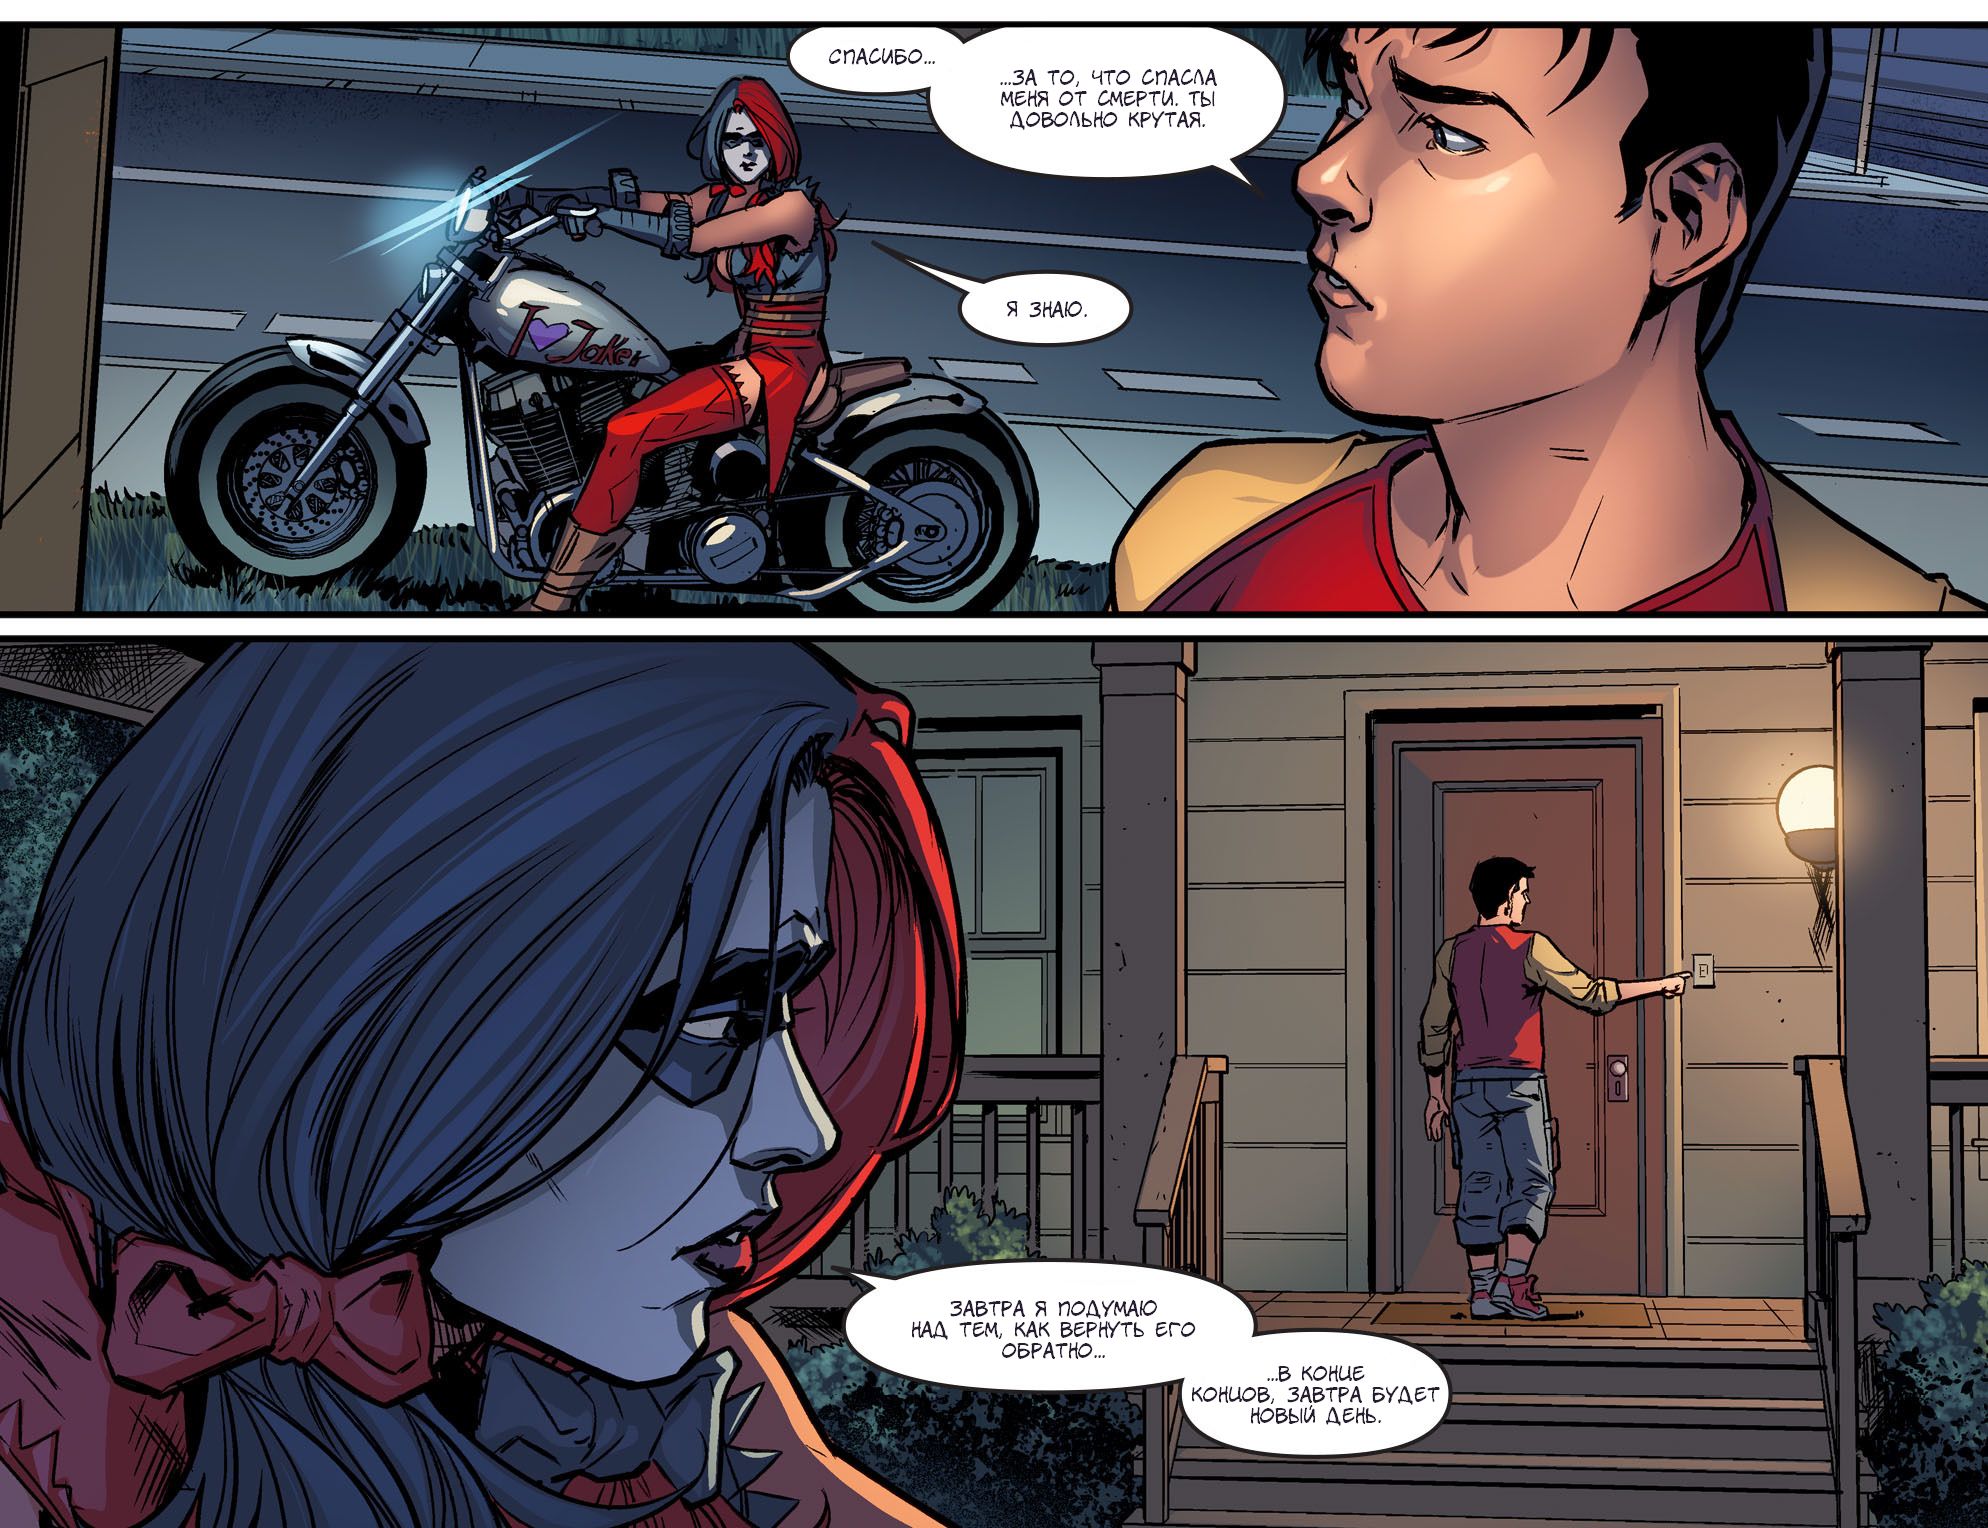 СПАСИБО...
...ЗА ТО, ЧТО СПАСЛА
МЕНЯ ОТ СМЕРТИ. ТЫ
ДОВОЛЬНО КРУТАЯ.
Я ЗНАЮ.
I 💜 Joker
ЗАВТРА Я ПОДУМАЮ
НАД ТЕМ, КАК ВЕРНУТЬ ЕГО
ОБРАТНО...
...В КОНЦЕ
КОНЦОВ, ЗАВТРА БУДЕТ
НОВЫЙ ДЕНЬ.